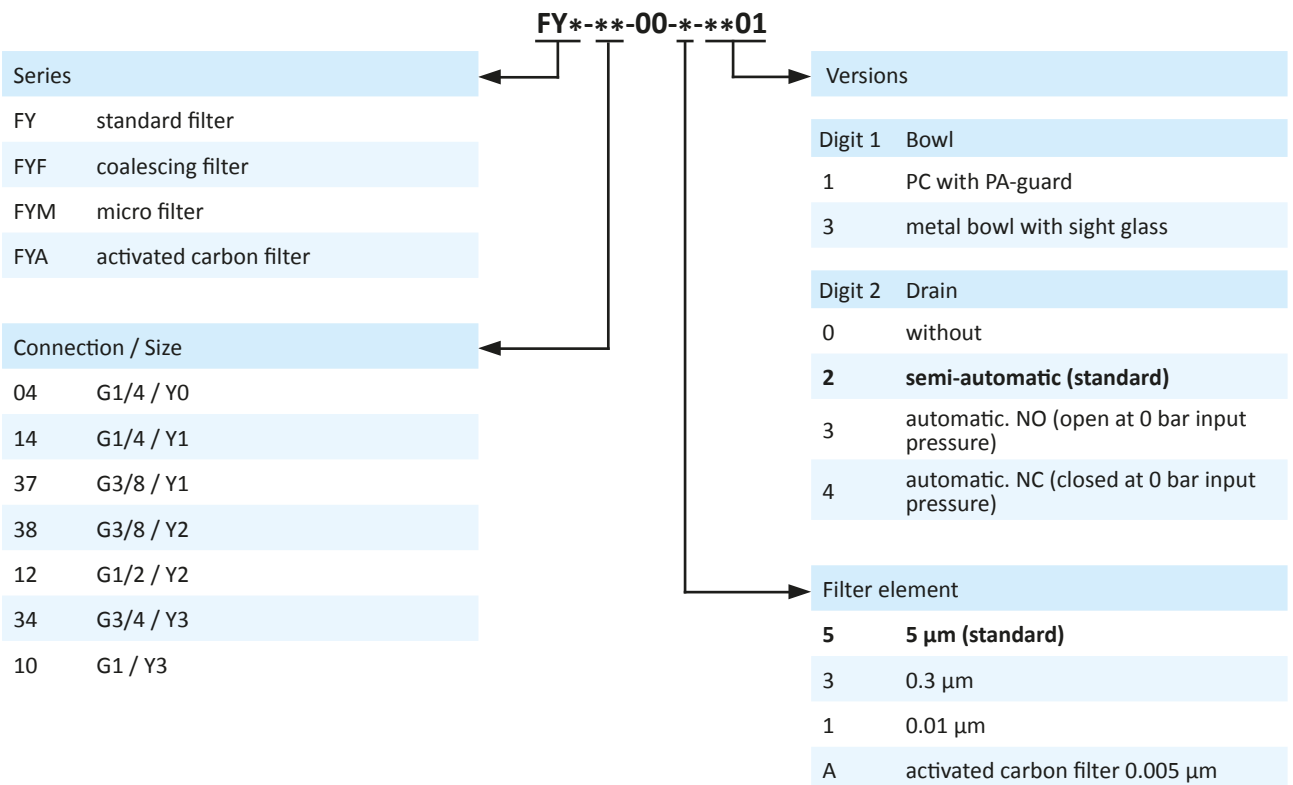 FY*-**-00-*-**01
Series
FY standard filter
FYF coalescing filter
FYM micro filter
FYA activated carbon filter
Connection / Size
04 G1/4 / Y0
14 G1/4 / Y1
37 G3/8 / Y1
38 G3/8 / Y2
12 G1/2 / Y2
34 G3/4 / Y3
10 G1 / Y3
Versions
Digit 1 Bowl
1 PC with PA-guard
3 metal bowl with sight glass
Digit 2 Drain
0 without
2 semi-automatic (standard)
3 automatic. NO (open at 0 bar input
pressure)
4 automatic. NC (closed at 0 bar input
pressure)
Filter element
5 5 µm (standard)
3 0.3 µm
1 0.01 µm
A activated carbon filter 0.005 µm